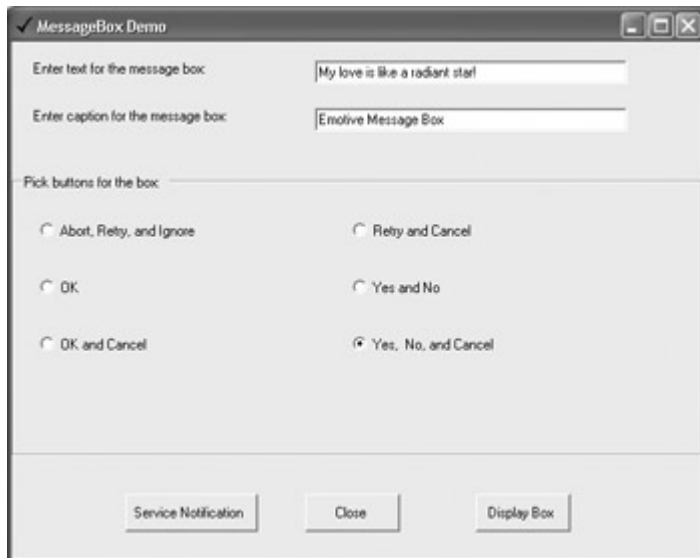 MessageBox Demo
Enter text for the message box:
My love is like a radiant star!
Enter caption for the message box:
Emotive Message Box
Pick buttons for the box
Abort, Retry, and Ignore
Retry and Cancel
OK
Yes and No
OK and Cancel
Yes, No, and Cancel
Service Notification
Close
Display Box